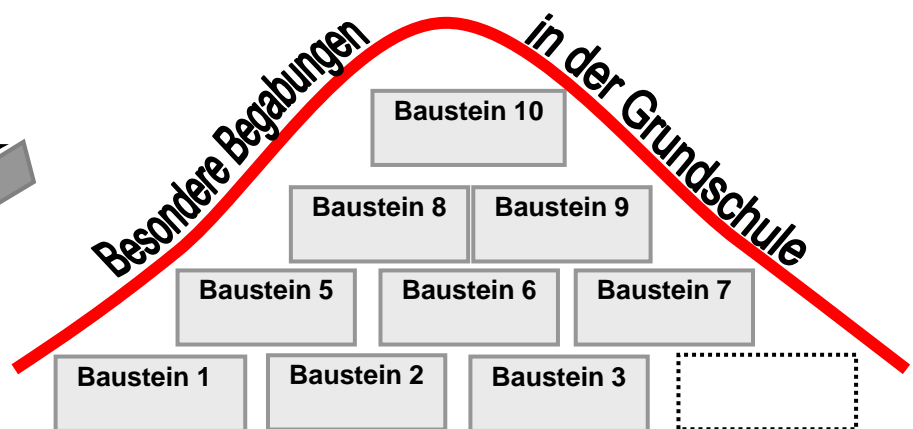 Besondere Begabungen in der Grundschule
Baustein 10
Baustein 8 Baustein 9
Baustein 5 Baustein 6 Baustein 7
Baustein 1 Baustein 2 Baustein 3